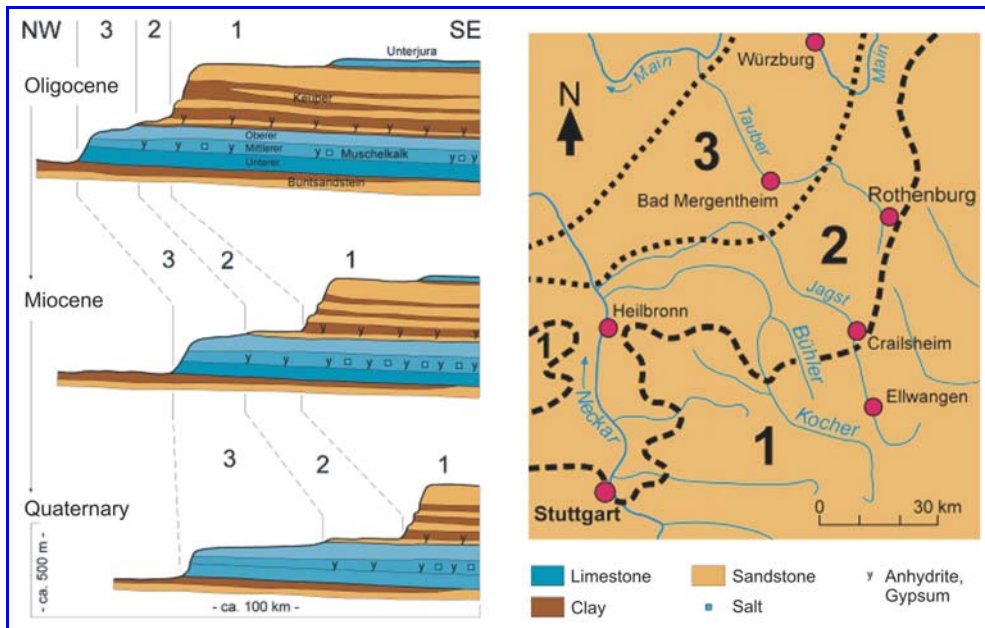 NW 3 2 1 SE
Unterjura
Oligocene
Keuper
y y y y y y y y
Oberer
y y y y y
Mittlerer Muschelkalk
Unterer
Buntsandstein
3 2 1
Miocene
y y y y y
y y y y y y
3 2 1
Quaternary
y y
y y y y
- ca. 500 m -
- ca. 100 km -
Würzburg
Main
Main
N
3
Tauber
Bad Mergentheim
Rothenburg
2
Jagst
Heilbronn
1
Bühler
Crailsheim
Neckar
Ellwangen
Kocher
1
Stuttgart
0 30 km
Limestone
Sandstone
y Anhydrite,
Gypsum
Clay
Salt